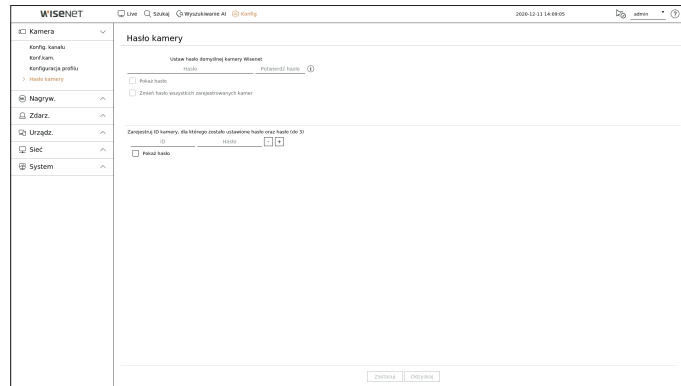 WISENET
Live Szukaj Wyszukiwanie AI Konfig 2020-12-11 14:09:05 admin
Kamera
Konfig. kanału
Konf.kam.
Konfiguracja profilu
> Hasło kamery
Nagryw.
Zdarz.
Urządz.
Sieć
System
Hasło kamery
Ustaw hasło domyślnej kamery Wisenet
Hasło Potwierdź hasło
Pokaż hasło
Zmień hasło wszystkich zarejestrowanych kamer
Zarejestruj ID kamery, dla którego zostało ustawione hasło oraz hasło (do 3)
ID Hasło - +
Pokaż hasło
Zastosuj Odzyskaj